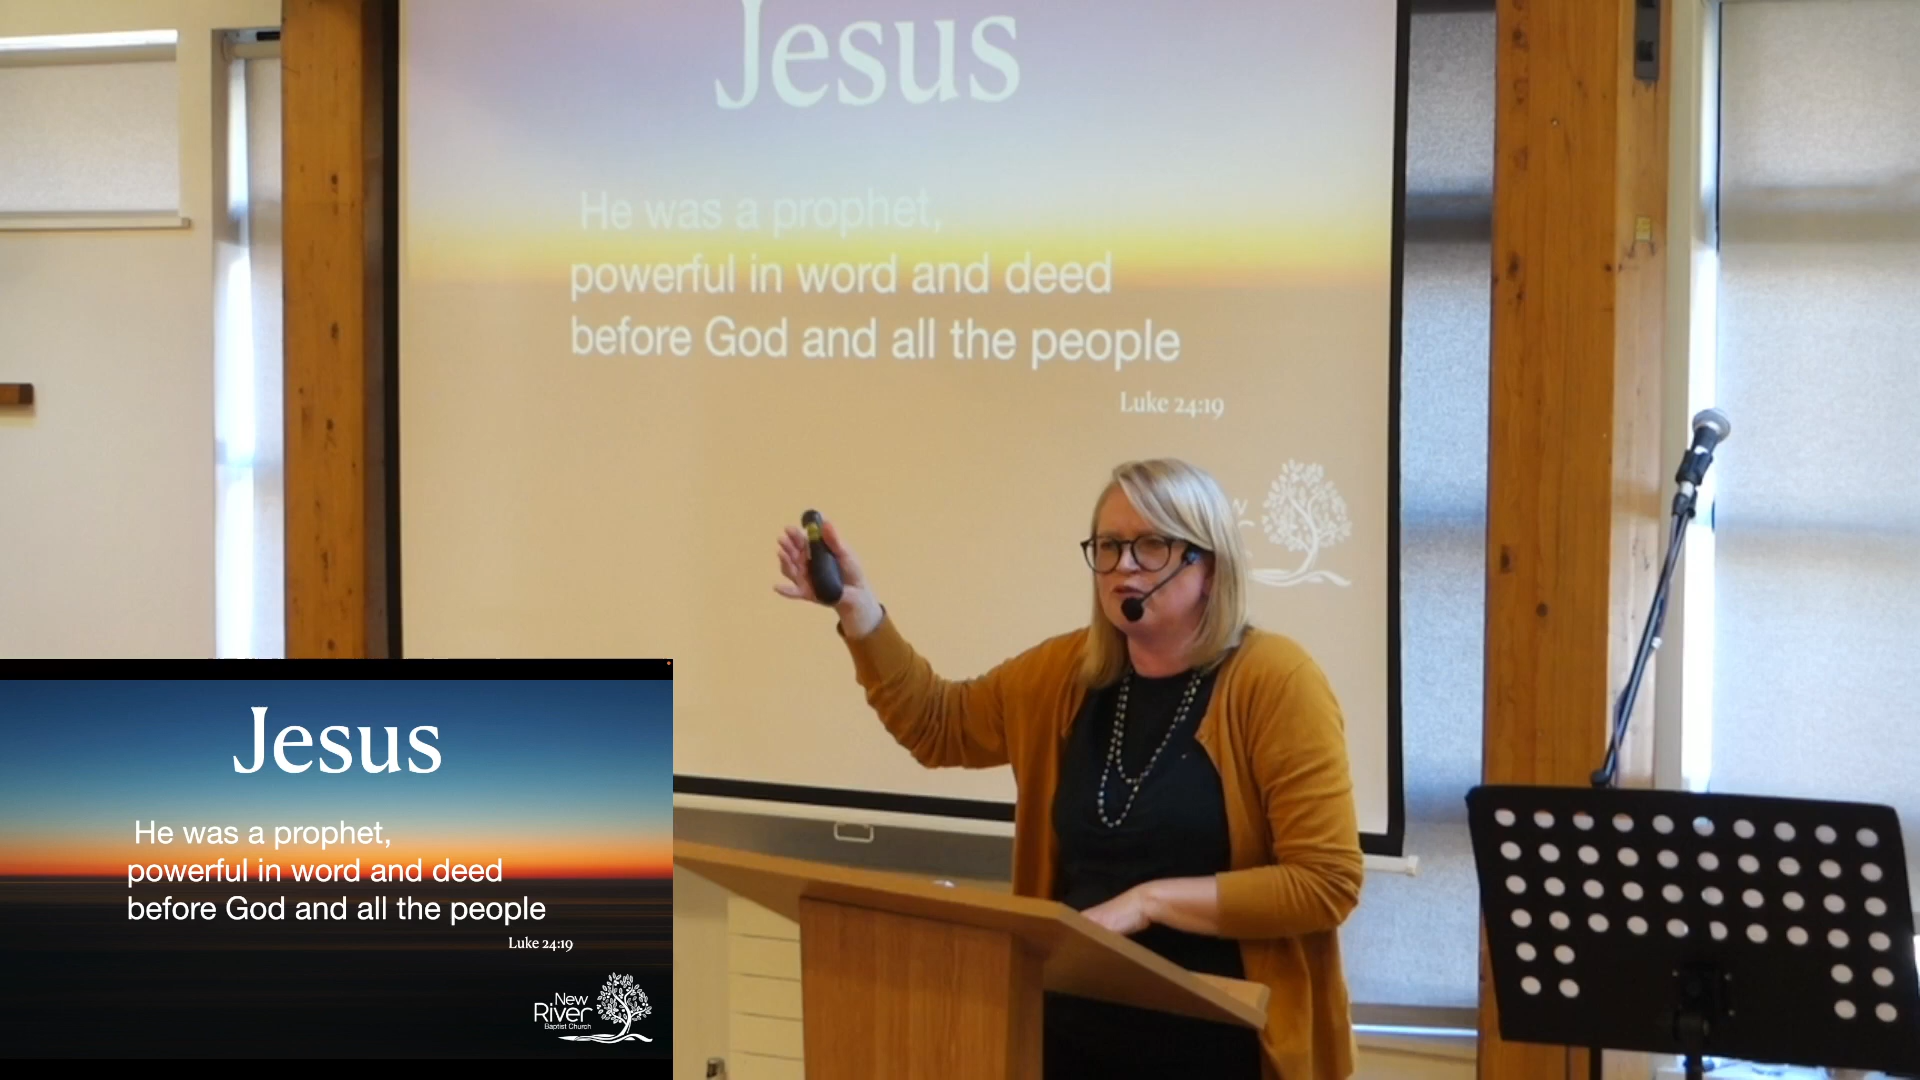 Jesus
He was a prophet,
powerful in word and deed
before God and all the people
Luke 24:19
Jesus
He was a prophet,
powerful in word and deed
before God and all the people
Luke 24:19
New
River
Baptist Church